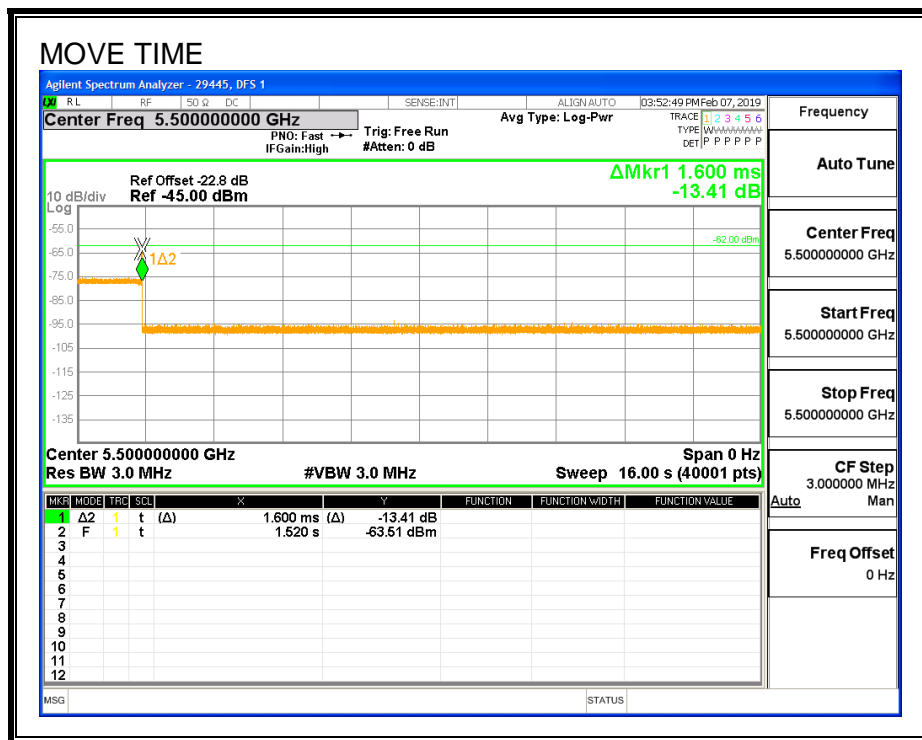 MOVE TIME
Agilent Spectrum Analyzer - 29445, DFS 1
LXI RL RF 50 Ω DC SENSE:INT ALIGN AUTO 03:52:49 PM Feb 07, 2019
Center Freq 5.500000000 GHz Avg Type: Log-Pwr TRACE 1 2 3 4 5 6
PNO: Fast Trig: Free Run TYPE WWWWWW
IFGain:High #Atten: 0 dB DET P P P P P P
ΔMkr1 1.600 ms
-13.41 dB
Ref Offset -22.8 dB
10 dB/div Ref -45.00 dBm
Log
-55.0
-62.00 dBm
-65.0
1Δ2
-75.0
-85.0
-95.0
-105
-115
-125
-135
Center 5.500000000 GHz Span 0 Hz
Res BW 3.0 MHz #VBW 3.0 MHz Sweep 16.00 s (40001 pts)
MKR MODE TRC SCL X Y FUNCTION FUNCTION WIDTH FUNCTION VALUE
1 Δ2 1 t (Δ) 1.600 ms (Δ) -13.41 dB
2 F 1 t 1.520 s -63.51 dBm
3
4
5
6
7
8
9
10
11
12
MSG STATUS
Frequency
Auto Tune
Center Freq
5.500000000 GHz
Start Freq
5.500000000 GHz
Stop Freq
5.500000000 GHz
CF Step
3.000000 MHz
Auto Man
Freq Offset
0 Hz